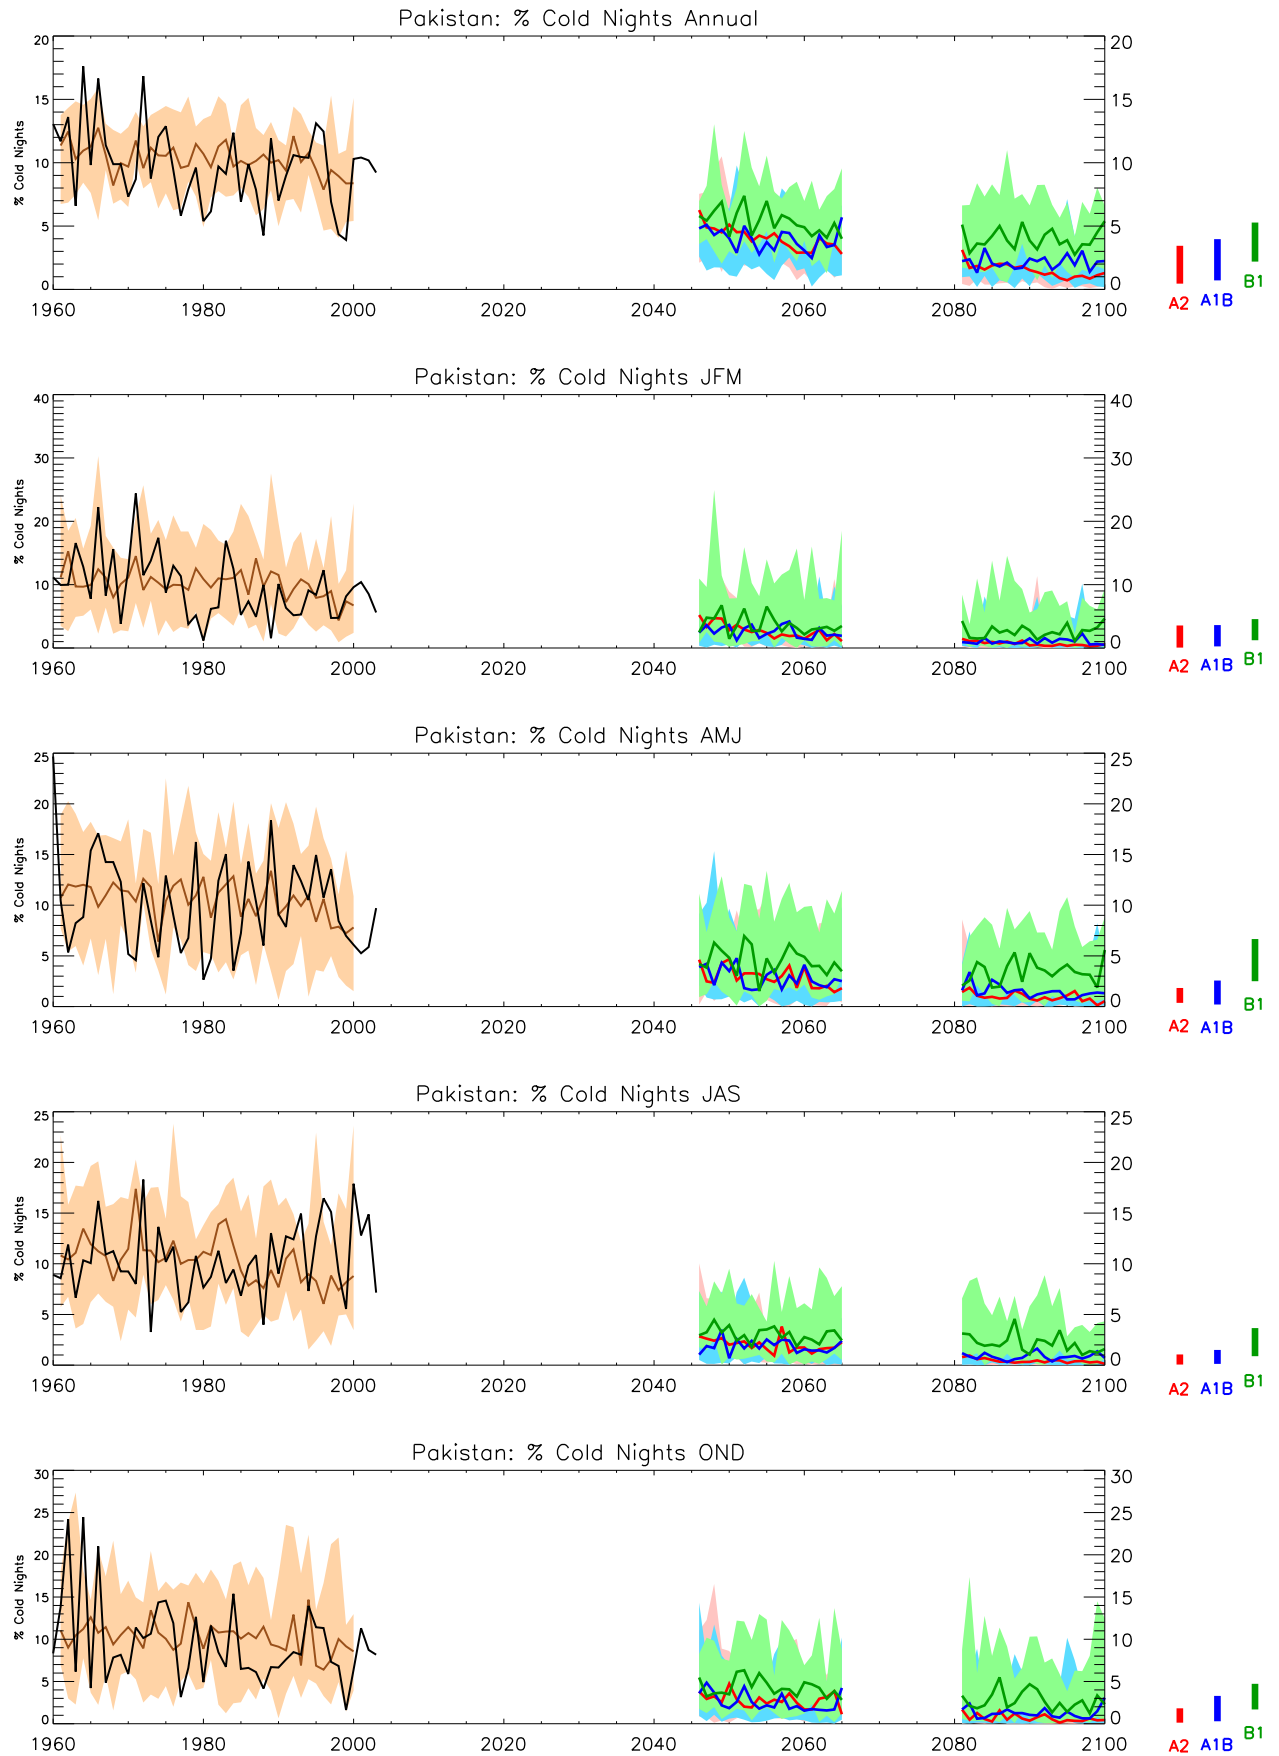 Pakistan: % Cold Nights Annual
20 15 10 5 0
% Cold Nights
20 15 10 5 0
1960 1980 2000 2020 2040 2060 2080 2100
A2 A1B B1
Pakistan: % Cold Nights JFM
40 30 20 10 0
% Cold Nights
40 30 20 10 0
1960 1980 2000 2020 2040 2060 2080 2100
A2 A1B B1
Pakistan: % Cold Nights AMJ
25 20 15 10 5 0
% Cold Nights
25 20 15 10 5 0
1960 1980 2000 2020 2040 2060 2080 2100
A2 A1B B1
Pakistan: % Cold Nights JAS
25 20 15 10 5 0
% Cold Nights
25 20 15 10 5 0
1960 1980 2000 2020 2040 2060 2080 2100
A2 A1B B1
Pakistan: % Cold Nights OND
30 25 20 15 10 5 0
% Cold Nights
30 25 20 15 10 5 0
1960 1980 2000 2020 2040 2060 2080 2100
A2 A1B B1